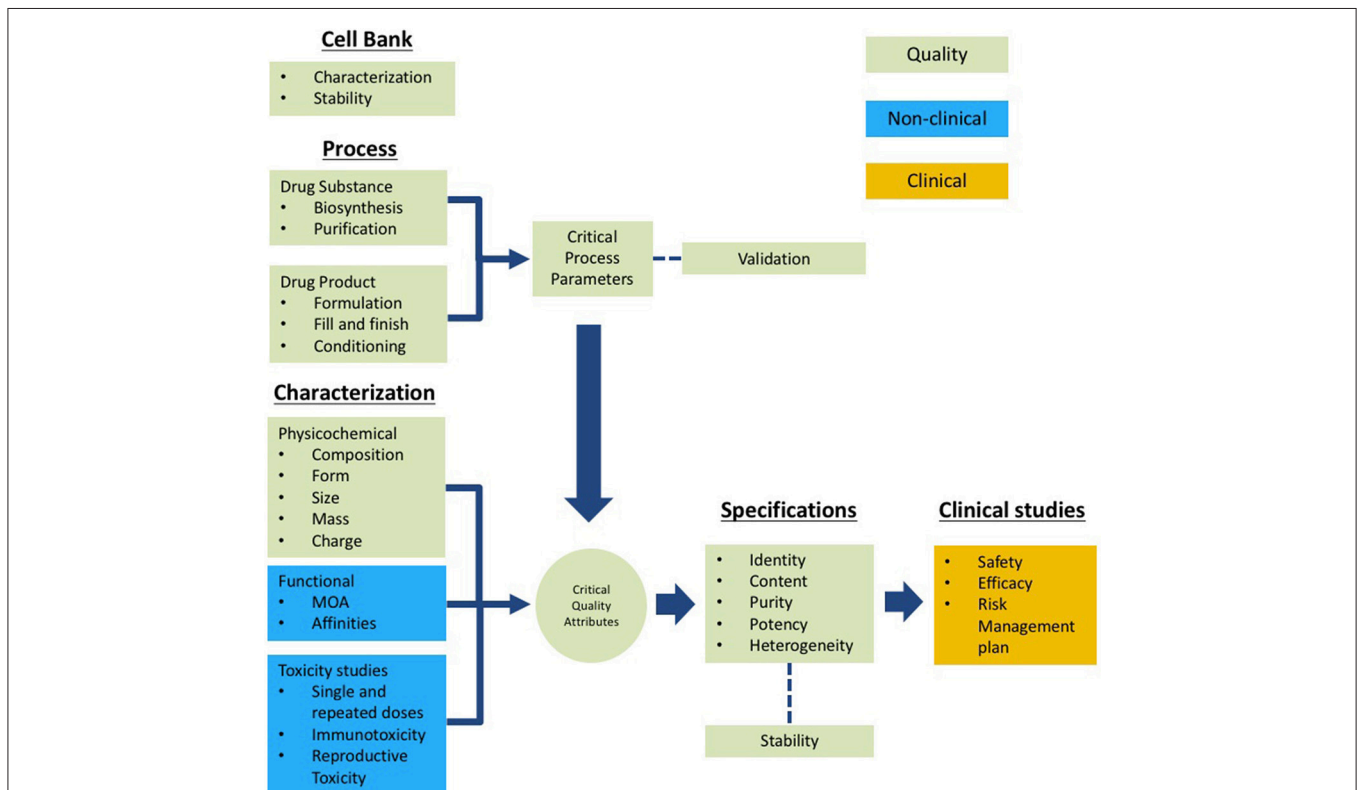 Cell Bank
• Characterization
• Stability
Quality
Non-clinical
Clinical
Process
Drug Substance
• Biosynthesis
• Purification
Drug Product
• Formulation
• Fill and finish
• Conditioning
Critical
Process
Parameters
Validation
Characterization
Physicochemical
• Composition
• Form
• Size
• Mass
• Charge
Functional
• MOA
• Affinities
Toxicity studies
• Single and
repeated doses
• Immunotoxicity
• Reproductive
Toxicity
Critical
Quality
Attributes
Specifications
• Identity
• Content
• Purity
• Potency
• Heterogeneity
Stability
Clinical studies
• Safety
• Efficacy
• Risk
Management
plan